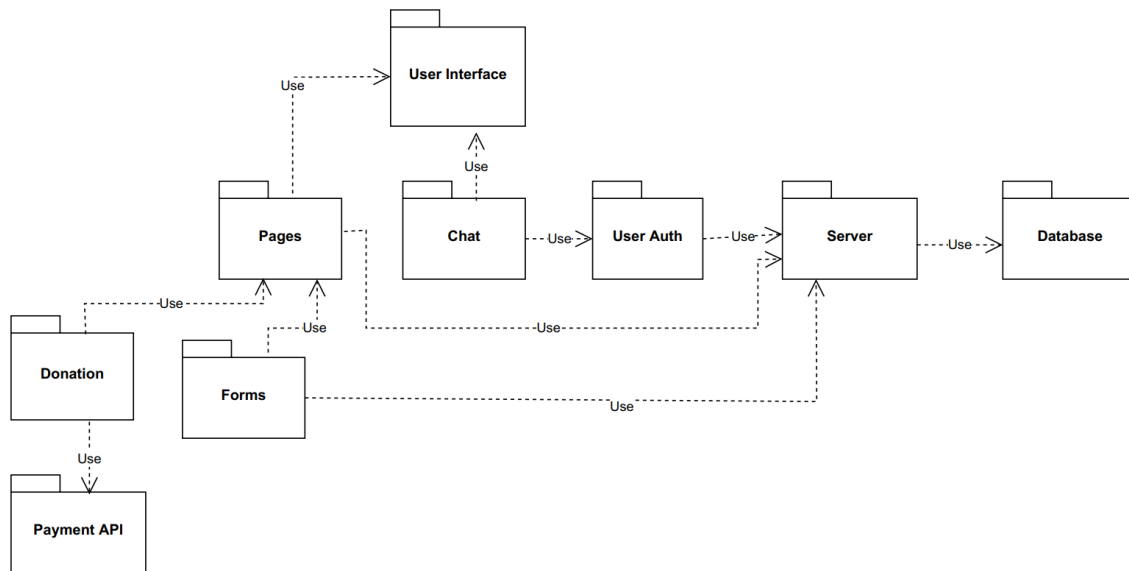 User Interface
Use
Use
Pages
Chat
Use
User Auth
Use
Server
Use
Database
Use
Use
Use
Donation
Forms
Use
Use
Payment API